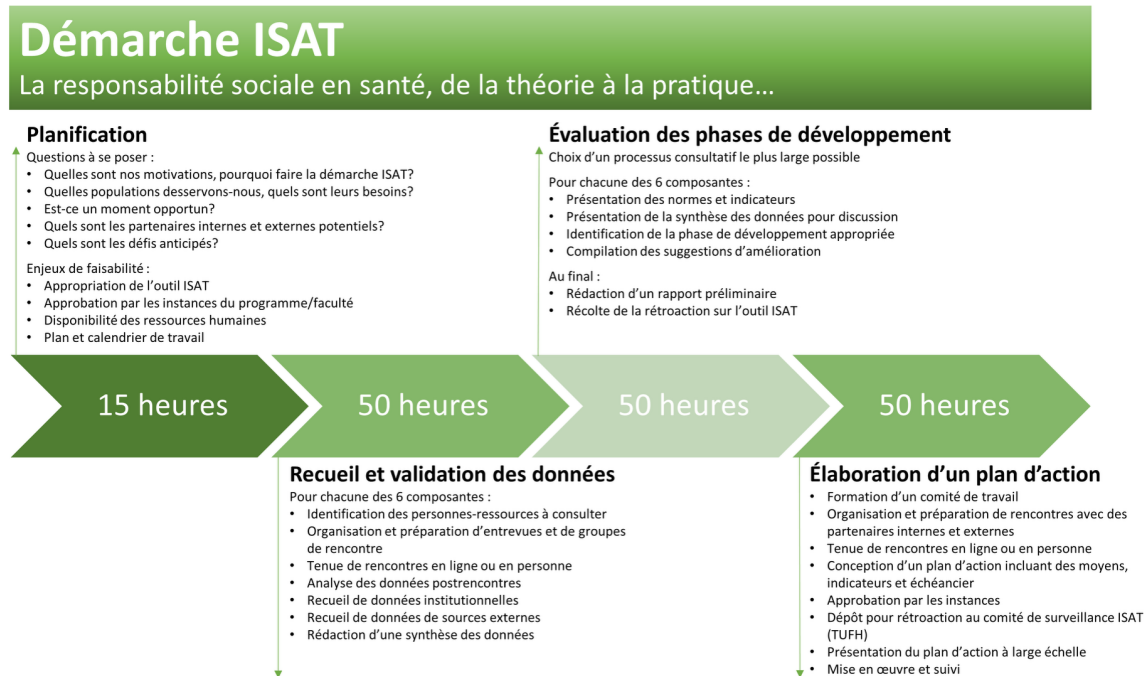 Démarche ISAT
La responsabilité sociale en santé, de la théorie à la pratique…
Planification
Questions à se poser :
• Quelles sont nos motivations, pourquoi faire la démarche ISAT?
• Quelles populations desservons-nous, quels sont leurs besoins?
• Est-ce un moment opportun?
• Quels sont les partenaires internes et externes potentiels?
• Quels sont les défis anticipés?
Enjeux de faisabilité :
• Appropriation de l’outil ISAT
• Approbation par les instances du programme/faculté
• Disponibilité des ressources humaines
• Plan et calendrier de travail
Évaluation des phases de développement
Choix d’un processus consultatif le plus large possible
Pour chacune des 6 composantes :
• Présentation des normes et indicateurs
• Présentation de la synthèse des données pour discussion
• Identification de la phase de développement appropriée
• Compilation des suggestions d’amélioration
Au final :
• Rédaction d’un rapport préliminaire
• Récolte de la rétroaction sur l’outil ISAT
15 heures
50 heures
50 heures
50 heures
Recueil et validation des données
Pour chacune des 6 composantes :
• Identification des personnes-ressources à consulter
• Organisation et préparation d’entrevues et de groupes
de rencontre
• Tenue de rencontres en ligne ou en personne
• Analyse des données postrencontres
• Recueil de données institutionnelles
• Recueil de données de sources externes
• Rédaction d’une synthèse des données
Élaboration d’un plan d’action
• Formation d’un comité de travail
• Organisation et préparation de rencontres avec des
partenaires internes et externes
• Tenue de rencontres en ligne ou en personne
• Conception d’un plan d’action incluant des moyens,
indicateurs et échéancier
• Approbation par les instances
• Dépôt pour rétroaction au comité de surveillance ISAT
(TUFH)
• Présentation du plan d’action à large échelle
• Mise en œuvre et suivi